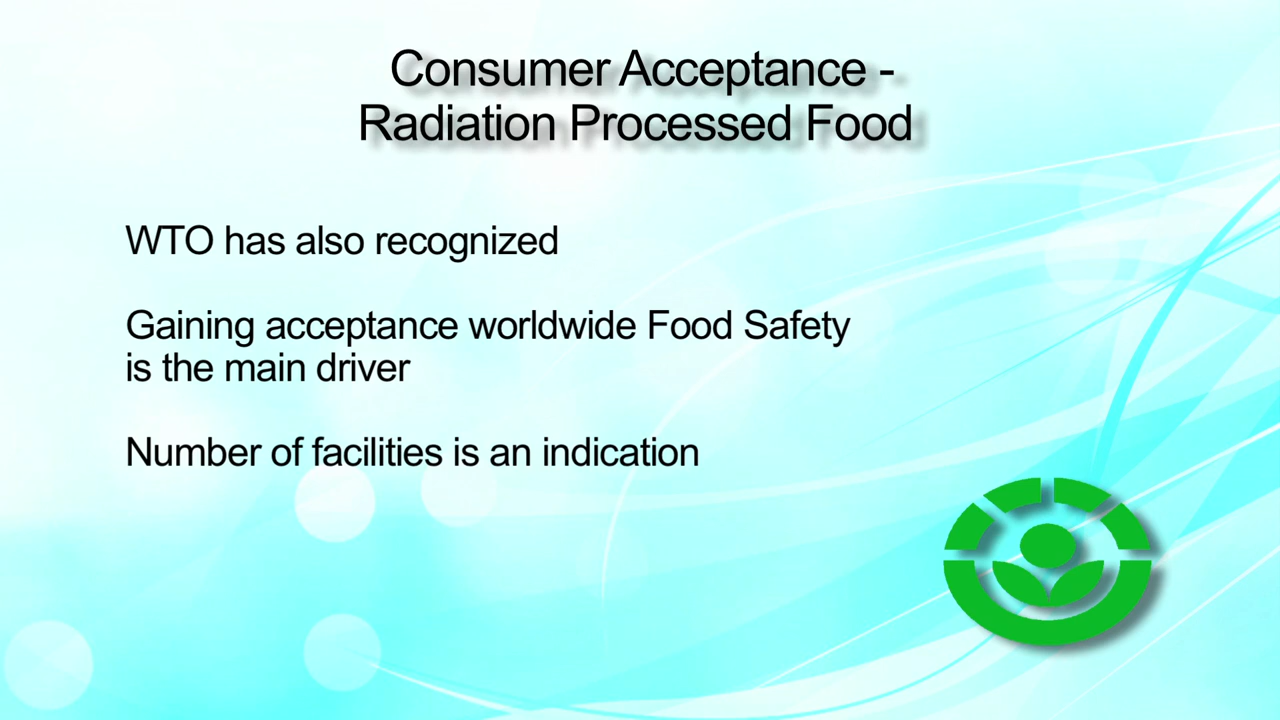 Consumer Acceptance -
Radiation Processed Food
WTO has also recognized
Gaining acceptance worldwide Food Safety
is the main driver
Number of facilities is an indication